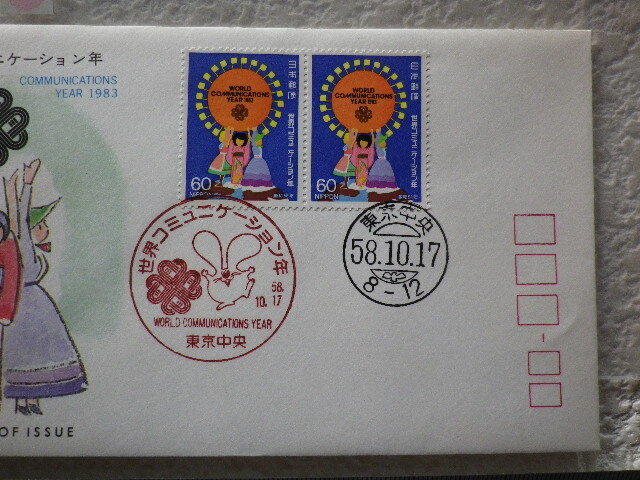 ニケーション年
COMMUNICATIONS
YEAR 1983
WORLD
COMMUNICATIONS
YEAR 1983
日本郵便
世界コミュニケーション年
60
NIPPON
WORLD
COMMUNICATIONS
YEAR 1983
日本郵便
世界コミュニケーション年
60
NIPPON
世界コミュニケーション年
58.
10.17
WORLD COMMUNICATIONS YEAR
東京中央
東京中央
58.10.17
8-12
OF ISSUE